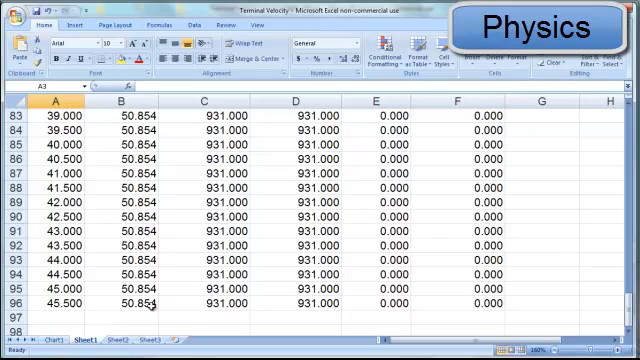 Terminal Velocity - Microsoft Excel non-commercial use
Physics
Home Insert Page Layout Formulas Data Review View
Paste
Arial 10
B I U
Wrap Text
Merge & Center
General
$ % ,
Conditional Formatting Format as Table Cell Styles
Insert Delete Format
Clear
Clipboard Font Alignment Number Styles Cells Editing
A3 fx
A B C D E F G H
83 39.000 50.854 931.000 931.000 0.000 0.000
84 39.500 50.854 931.000 931.000 0.000 0.000
85 40.000 50.854 931.000 931.000 0.000 0.000
86 40.500 50.854 931.000 931.000 0.000 0.000
87 41.000 50.854 931.000 931.000 0.000 0.000
88 41.500 50.854 931.000 931.000 0.000 0.000
89 42.000 50.854 931.000 931.000 0.000 0.000
90 42.500 50.854 931.000 931.000 0.000 0.000
91 43.000 50.854 931.000 931.000 0.000 0.000
92 43.500 50.854 931.000 931.000 0.000 0.000
93 44.000 50.854 931.000 931.000 0.000 0.000
94 44.500 50.854 931.000 931.000 0.000 0.000
95 45.000 50.854 931.000 931.000 0.000 0.000
96 45.500 50.854 931.000 931.000 0.000 0.000
97
98
Chart1 Sheet1 Sheet2 Sheet3
Ready 160%